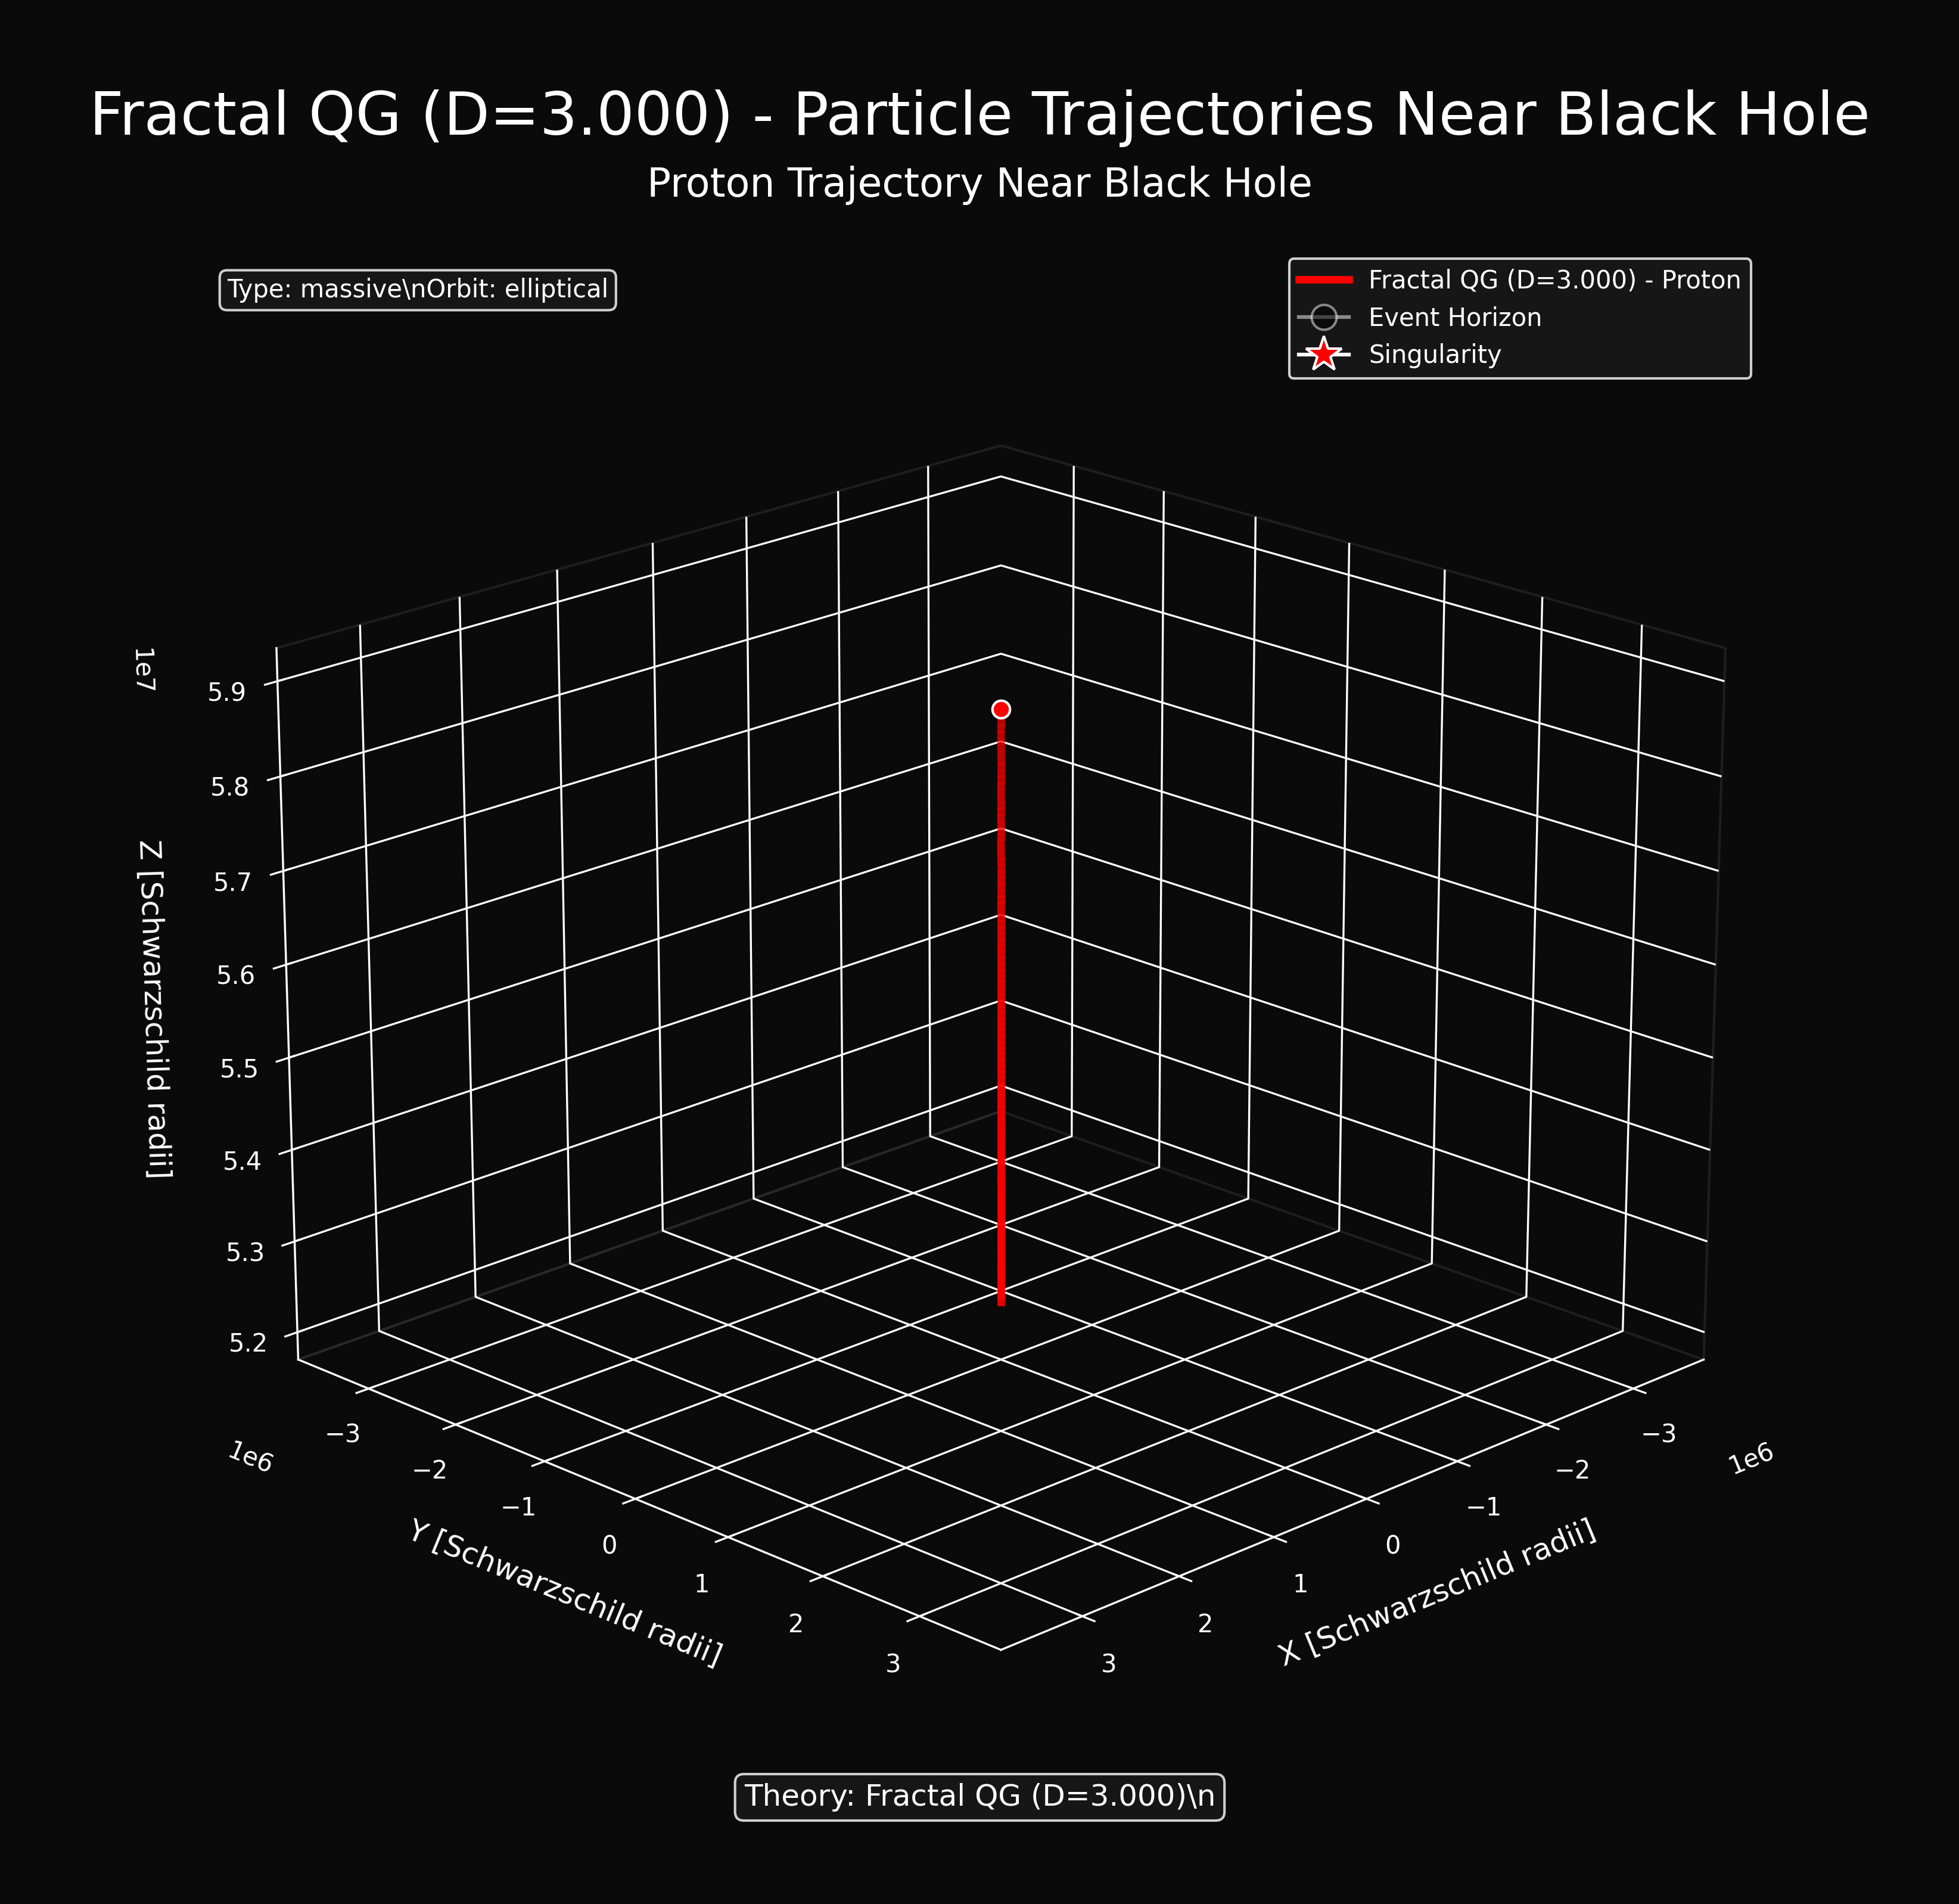 Fractal QG (D=3.000) - Particle Trajectories Near Black Hole
Proton Trajectory Near Black Hole
Type: massive\nOrbit: elliptical
Fractal QG (D=3.000) - Proton
Event Horizon
Singularity
1e7
5.9
5.8
5.7
5.6
5.5
5.4
5.3
5.2
Z [Schwarzschild radii]
1e6
−3
−2
−1
0
1
2
3
Y [Schwarzschild radii]
3
2
1
0
−1
−2
−3
1e6
X [Schwarzschild radii]
Theory: Fractal QG (D=3.000)\n